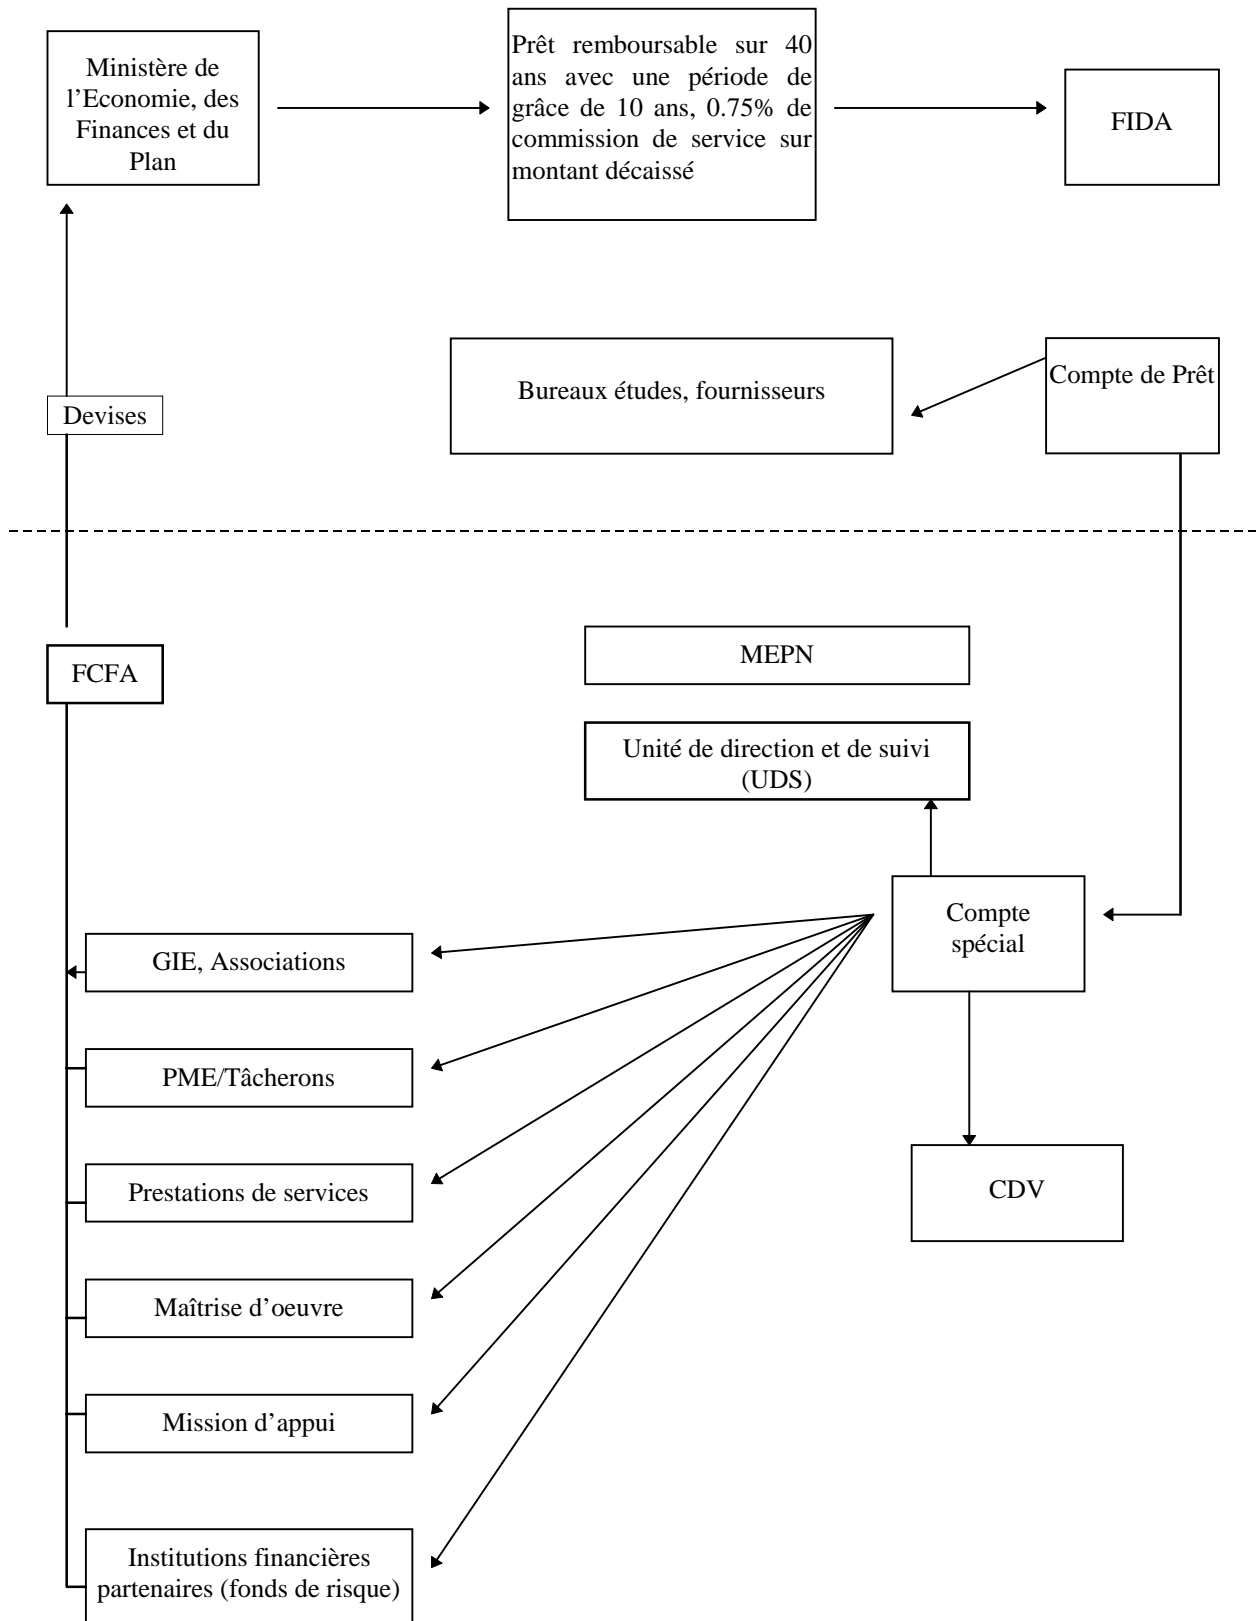 Ministère de
l’Economie, des
Finances et du
Plan
Prêt remboursable sur 40
ans avec une période de
grâce de 10 ans, 0.75% de
commission de service sur
montant décaissé
FIDA
Bureaux études, fournisseurs
Compte de Prêt
Devises
MEPN
FCFA
Unité de direction et de suivi
(UDS)
Compte
spécial
GIE, Associations
PME/Tâcherons
Prestations de services
CDV
Maîtrise d’oeuvre
Mission d’appui
Institutions financières
partenaires (fonds de risque)